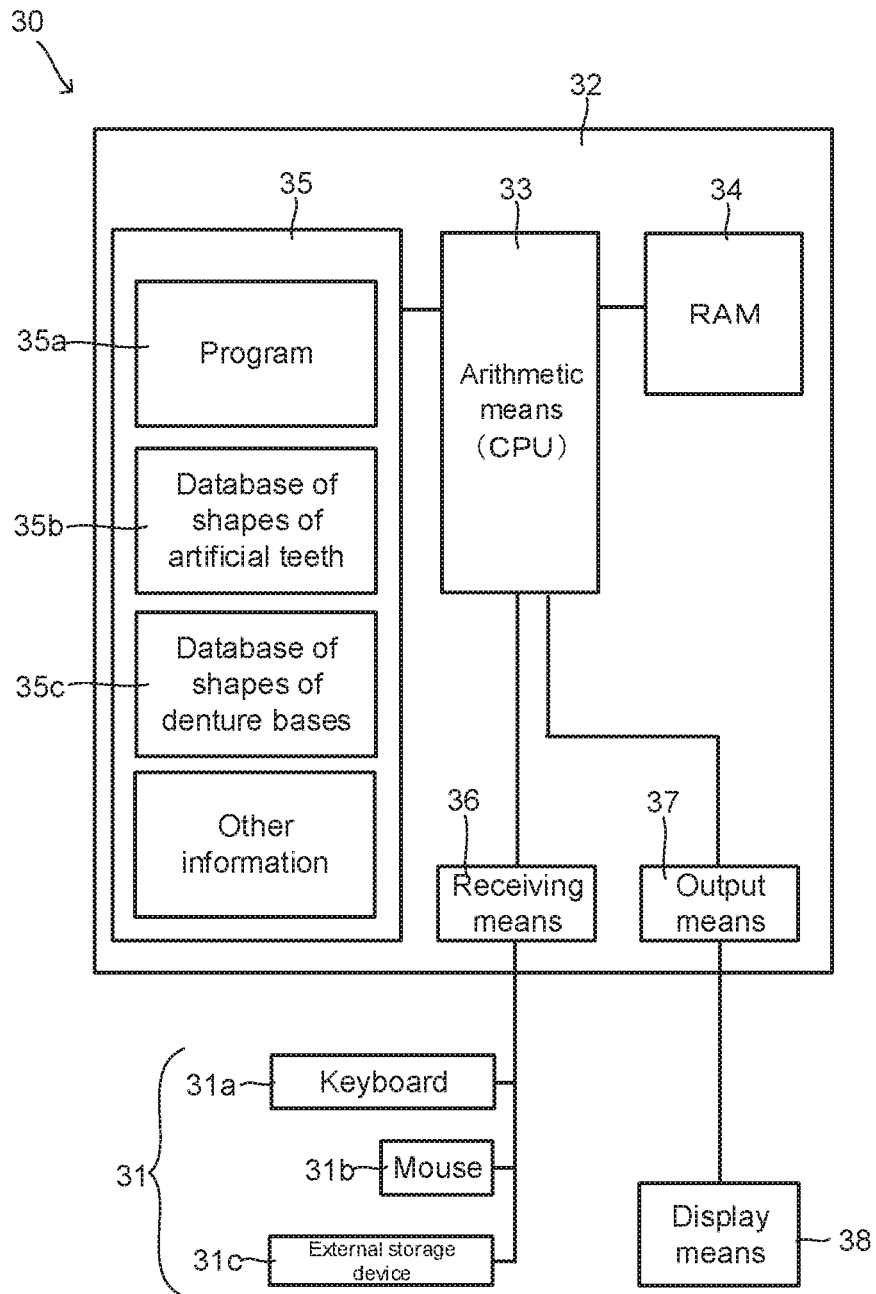 30
32
35
33
34
35a
Program
Arithmetic
means
(CPU)
RAM
35b
Database of
shapes of
artificial teeth
35c
Database of
shapes of
denture bases
Other
information
36
Receiving
means
37
Output
means
31
31a
Keyboard
31b
Mouse
31c
External storage
device
Display
means
38